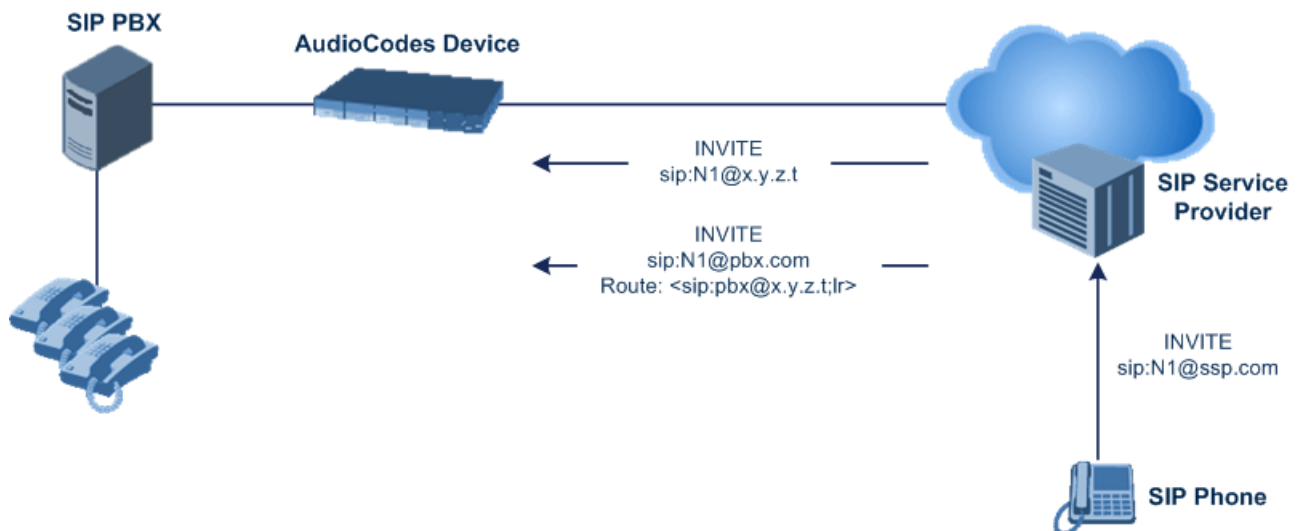 SIP PBX
AudioCodes Device
INVITE
sip:N1@x.y.z.t
SIP Service
Provider
INVITE
sip:N1@pbx.com
Route: <sip:pbx@x.y.z.t;lr>
INVITE
sip:N1@ssp.com
SIP Phone